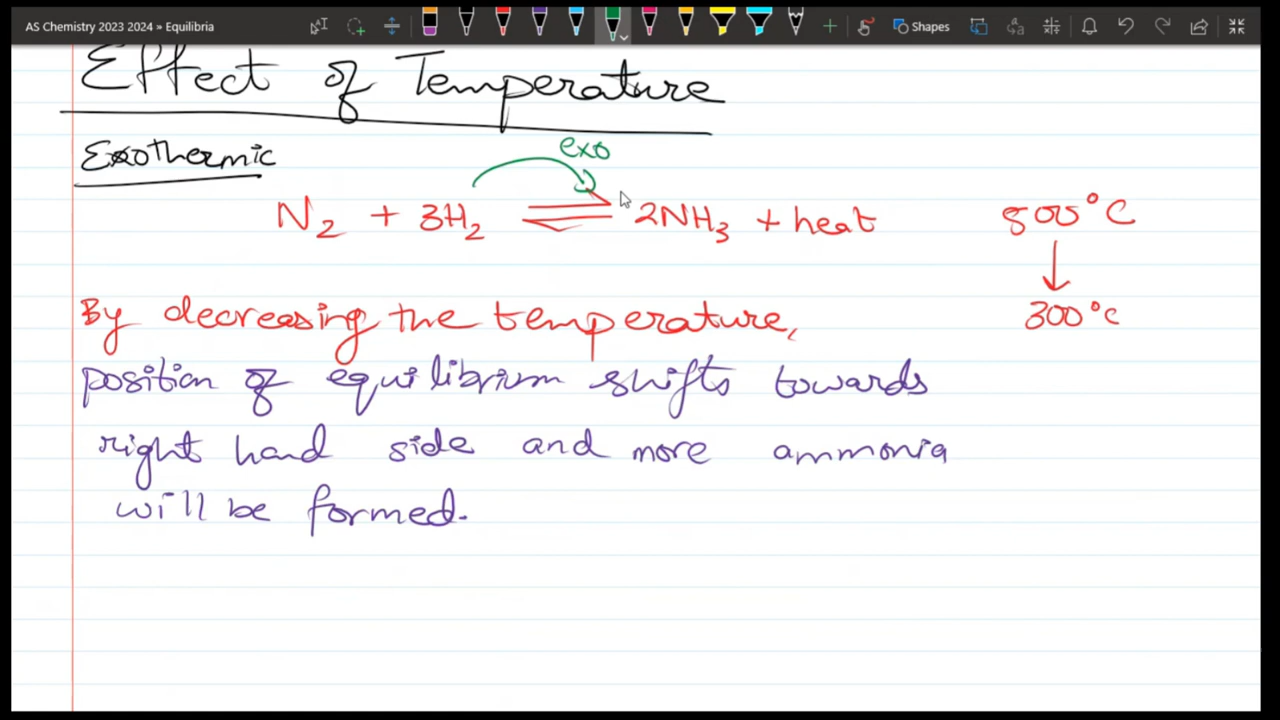 AS Chemistry 2023 2024 » Equilibria
Shapes
Effect of Temperature
Exothermic
exo
N2 + 3H2 ⇌ 2NH3 + heat
800°C
↓
300°C
By decreasing the temperature,
position of equilibrium shifts towards
right hand side and more ammonia
will be formed.